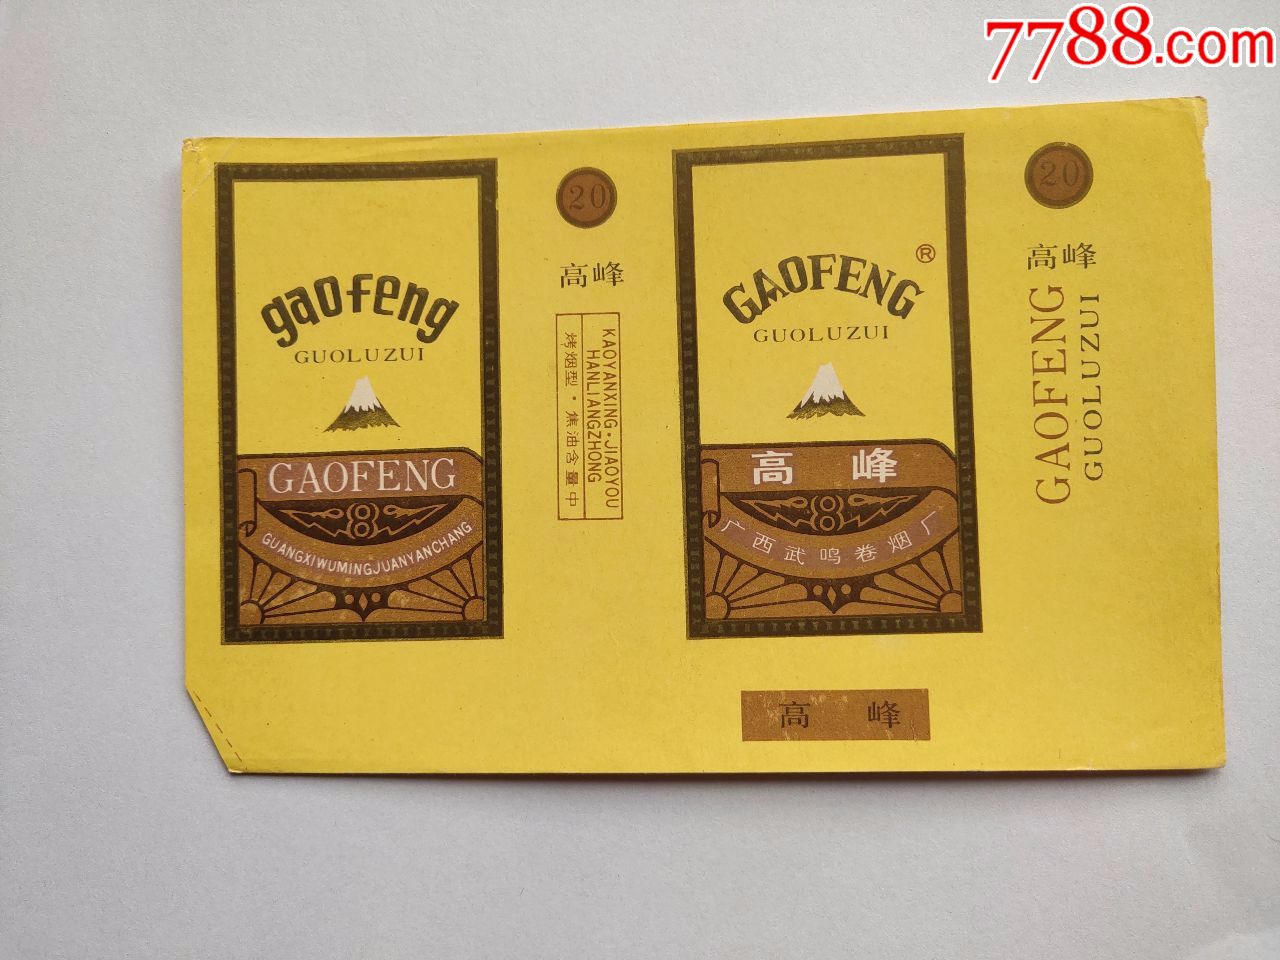 7788.com
gaofeng
GUOLUZUI
GAOFENG
GUANGXIWUMINGJUANYANCHANG
20
高峰
KAOYANXING·JIAOYOU
HANLIANGZHONG
烤烟型·焦油含量中
GAOFENG®
GUOLUZUI
高峰
广西武鸣卷烟厂
高峰
20
高峰
GAOFENG
GUOLUZUI